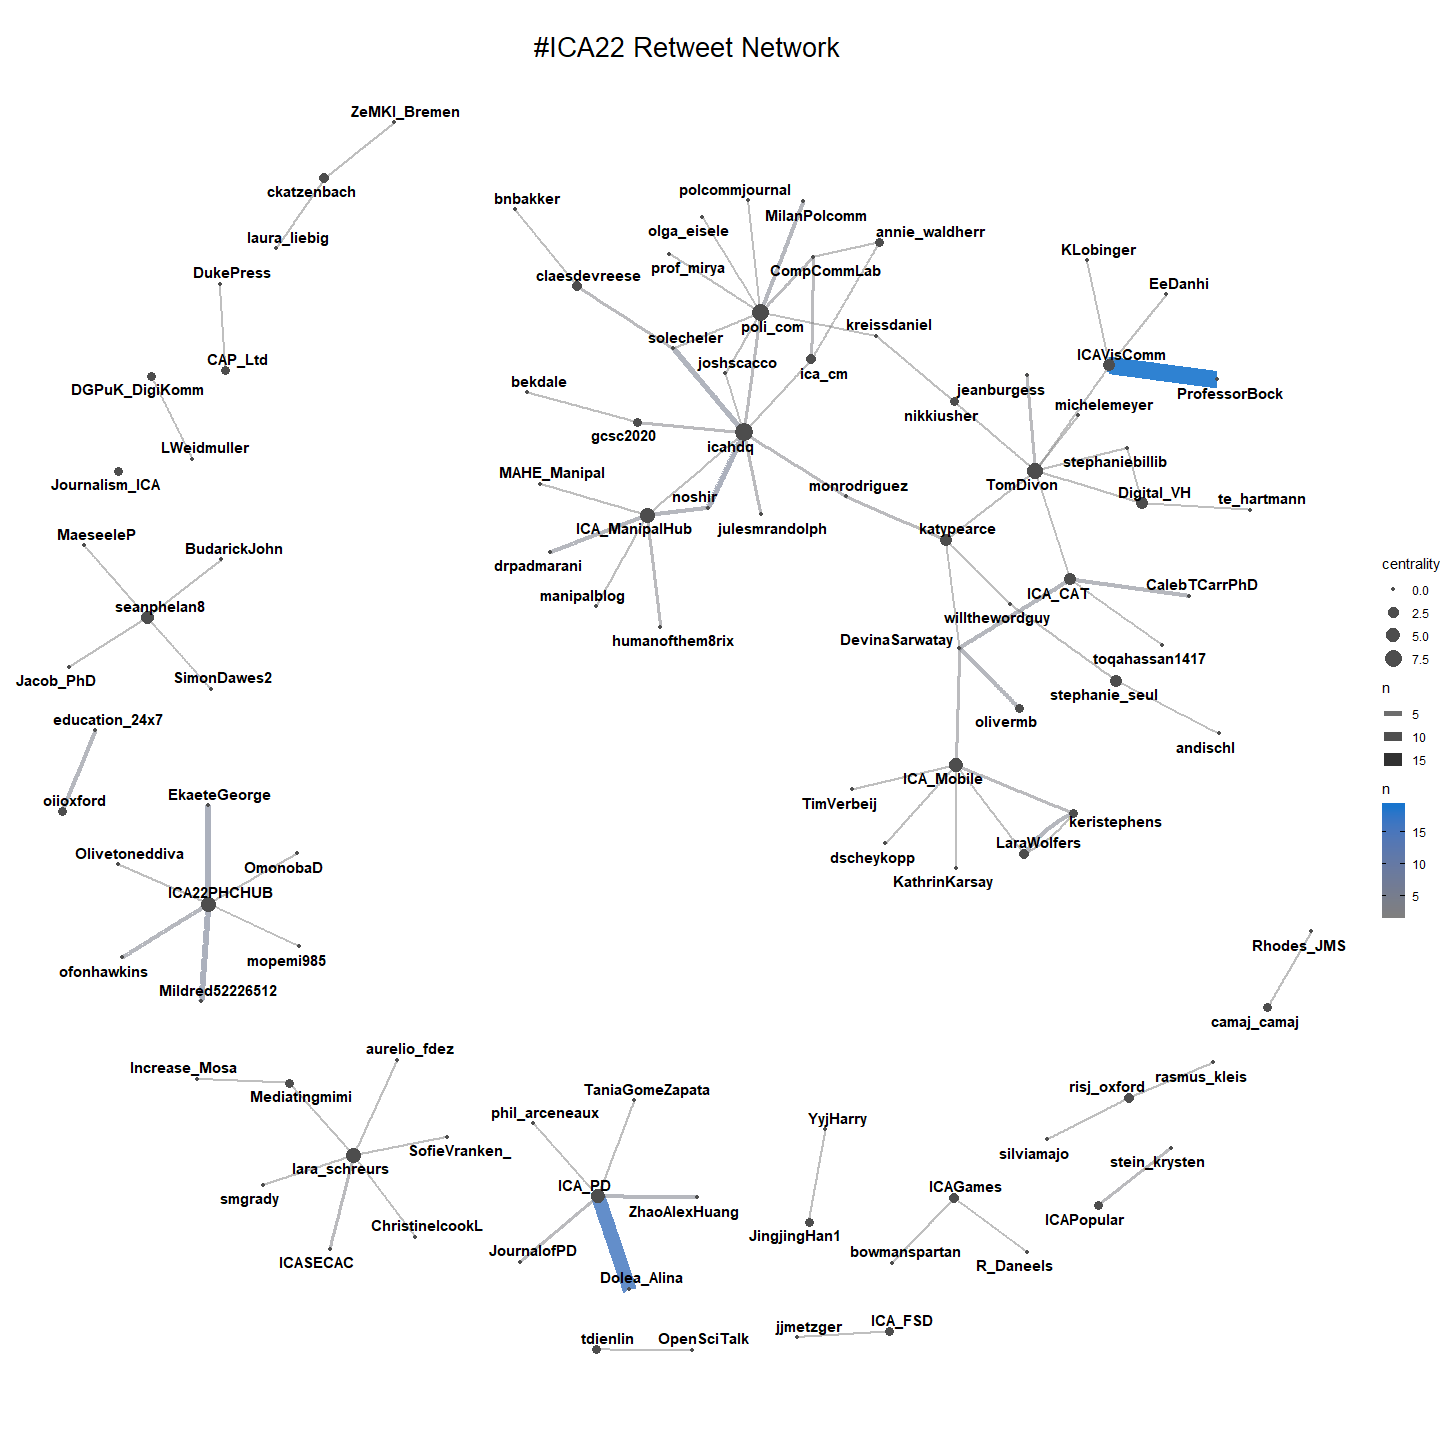 #ICA22 Retweet Network
ZeMKI_Bremen
ckatzenbach
laura_liebig
DukePress
CAP_Ltd
DGPuK_DigiKomm
LWeidmuller
Journalism_ICA
MaeseeleP
BudarickJohn
seanphelan8
Jacob_PhD
SimonDawes2
education_24x7
oiioxford
EkaeteGeorge
Olivetoneddiva
OmonobaD
ICA22PHCHUB
ofonhawkins
mopemi985
Mildred52226512
bnbakker
polcommjournal
MilanPolcomm
olga_eisele
annie_waldherr
prof_mirya
CompCommLab
claesdevreese
poli_com
kreissdaniel
solecheler
joshscacco
ica_cm
bekdale
gcsc2020
icahdq
MAHE_Manipal
noshir
monrodriguez
ICA_ManipalHub
julesmrandolph
drpadmarani
manipalblog
humanofthem8rix
KLobinger
EeDanhi
ICAVisComm
ProfessorBock
jeanburgess
michelemeyer
nikkiusher
stephaniebillib
TomDivon
Digital_VH
te_hartmann
katypearce
ICA_CAT
CalebTCarrPhD
willthewordguy
DevinaSarwatay
toqahassan1417
stephanie_seul
olivermb
andischl
ICA_Mobile
TimVerbeij
keristephens
LaraWolfers
dscheykopp
KathrinKarsay
centrality
0.0
2.5
5.0
7.5
n
5
10
15
n
15
10
5
Rhodes_JMS
camaj_camaj
rasmus_kleis
risj_oxford
silviamajo
stein_krysten
ICAPopular
ICAGames
bowmanspartan
R_Daneels
YyjHarry
JingjingHan1
jjmetzger
ICA_FSD
Increase_Mosa
aurelio_fdez
Mediatingmimi
SofieVranken_
lara_schreurs
smgrady
ChristinelcookL
ICASECAC
TaniaGomeZapata
phil_arceneaux
ICA_PD
ZhaoAlexHuang
JournalofPD
Dolea_Alina
tdienlin
OpenSciTalk